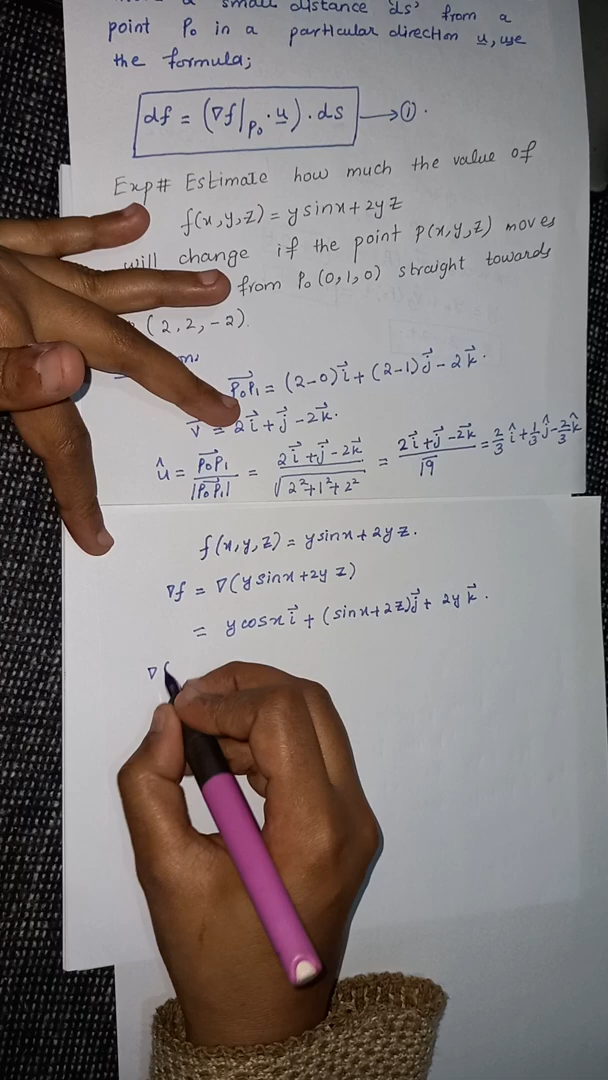 a small distance 'ds' from a
point P₀ in a particular direction u, use
the formula;
df = (∇f|P₀ · u) . ds → ①.
Exp# Estimate how much the value of
f(x,y,z) = y sinx + 2yz
will change if the point P(x,y,z) moves
from P₀ (0,1,0) straight towards
(2,2,-2).
P₀P₁ = (2-0)i + (2-1)j - 2k.
V = 2i + j - 2k.
û = P₀P₁/|P₀P₁| = (2i + j - 2k)/√(2²+1²+2²) = (2i + j - 2k)/√9 = 2/3 î + 1/3 ĵ - 2/3 k̂
f(x,y,z) = y sinx + 2yz.
∇f = ∇(y sinx + 2yz)
= y cosx i + (sinx + 2z)j + 2y k.
∇f